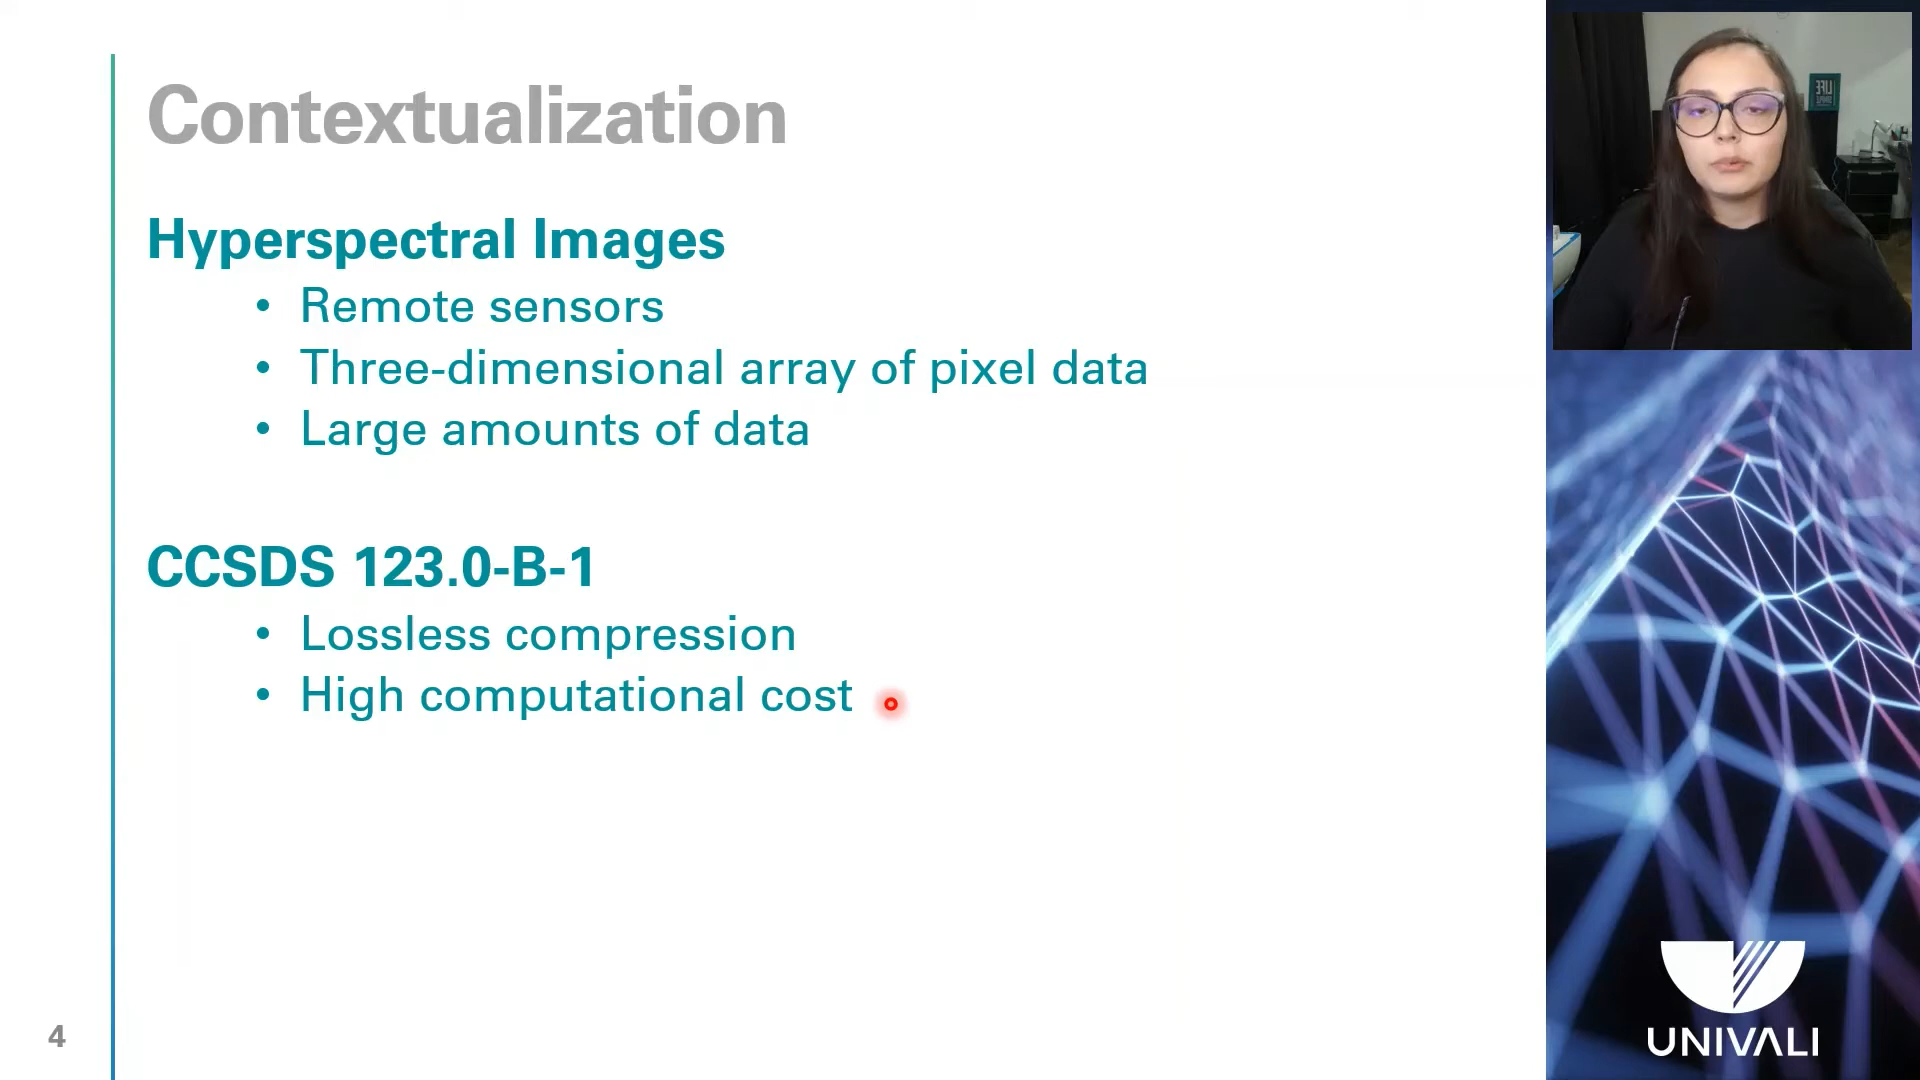 Contextualization
Hyperspectral Images
• Remote sensors
• Three-dimensional array of pixel data
• Large amounts of data
CCSDS 123.0-B-1
• Lossless compression
• High computational cost
4
LIFE
UNIVALI